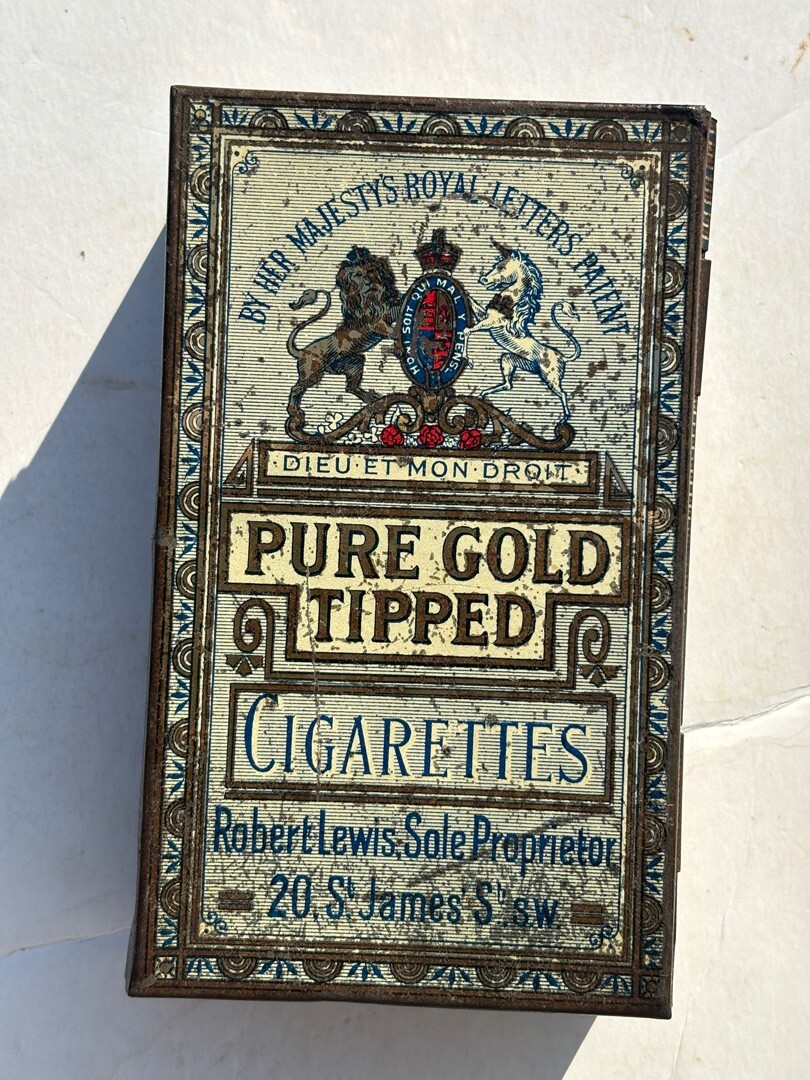 BY HER MAJESTY'S ROYAL LETTERS PATENT
HONI SOIT QUI MAL Y PENSE
·DIEU·ET MON·DROIT·
PURE GOLD
TIPPED
CIGARETTES
Robert Lewis, Sole Proprietor
20, St. James' St. S.W.